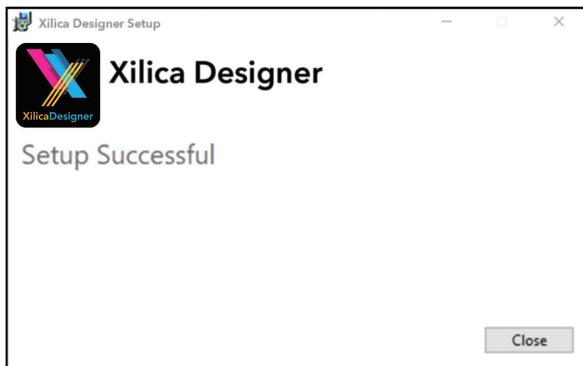 Xilica Designer Setup
Xilica Designer
XilicaDesigner
Setup Successful
Close